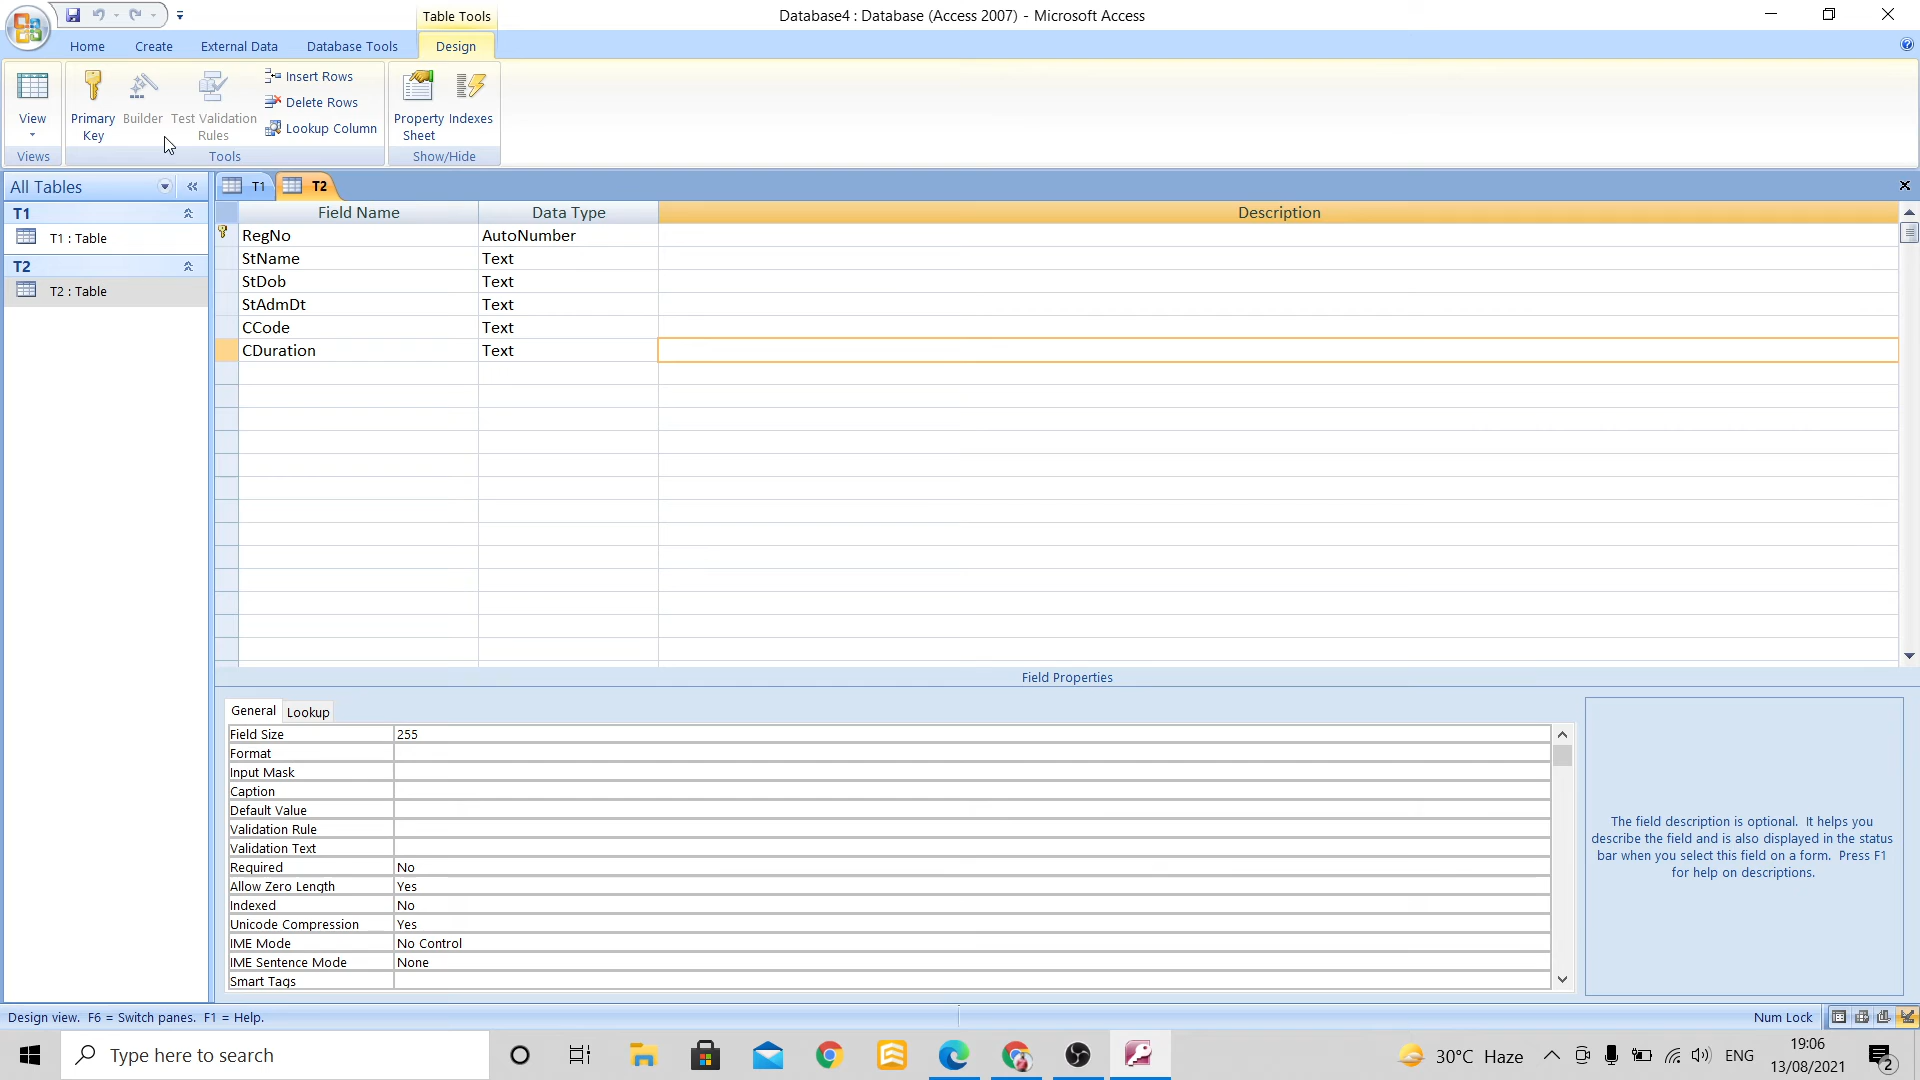 Table Tools
Database4 : Database (Access 2007) - Microsoft Access
Home
Create
External Data
Database Tools
Design
View
Primary
Key
Builder
Test Validation
Rules
Insert Rows
Delete Rows
Lookup Column
Property
Sheet
Indexes
Views
Tools
Show/Hide
All Tables
T1
T1 : Table
T2
T2 : Table
T1
T2
Field Name
Data Type
Description
RegNo
AutoNumber
StName
Text
StDob
Text
StAdmDt
Text
CCode
Text
CDuration
Text
Field Properties
General
Lookup
Field Size
255
Format
Input Mask
Caption
Default Value
Validation Rule
Validation Text
Required
No
Allow Zero Length
Yes
Indexed
No
Unicode Compression
Yes
IME Mode
No Control
IME Sentence Mode
None
Smart Tags
The field description is optional. It helps you
describe the field and is also displayed in the status
bar when you select this field on a form. Press F1
for help on descriptions.
Design view. F6 = Switch panes. F1 = Help.
Num Lock
Type here to search
30°C Haze
ENG
19:06
13/08/2021
2